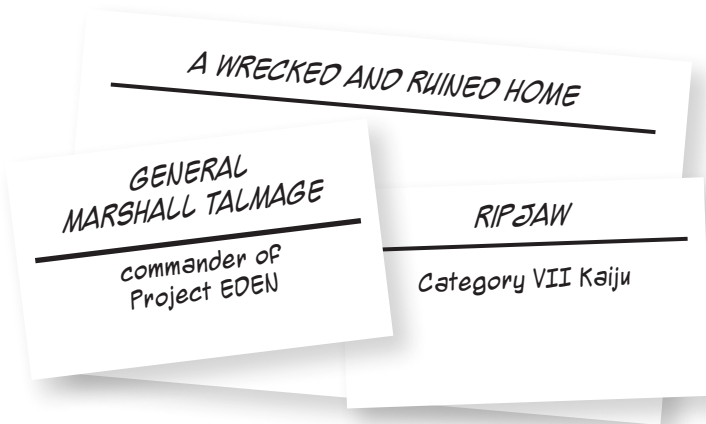 A WRECKED AND RUINED HOME
GENERAL
MARSHALL TALMAGE
commander of
Project EDEN
RIPJAW
Category VII Kaiju